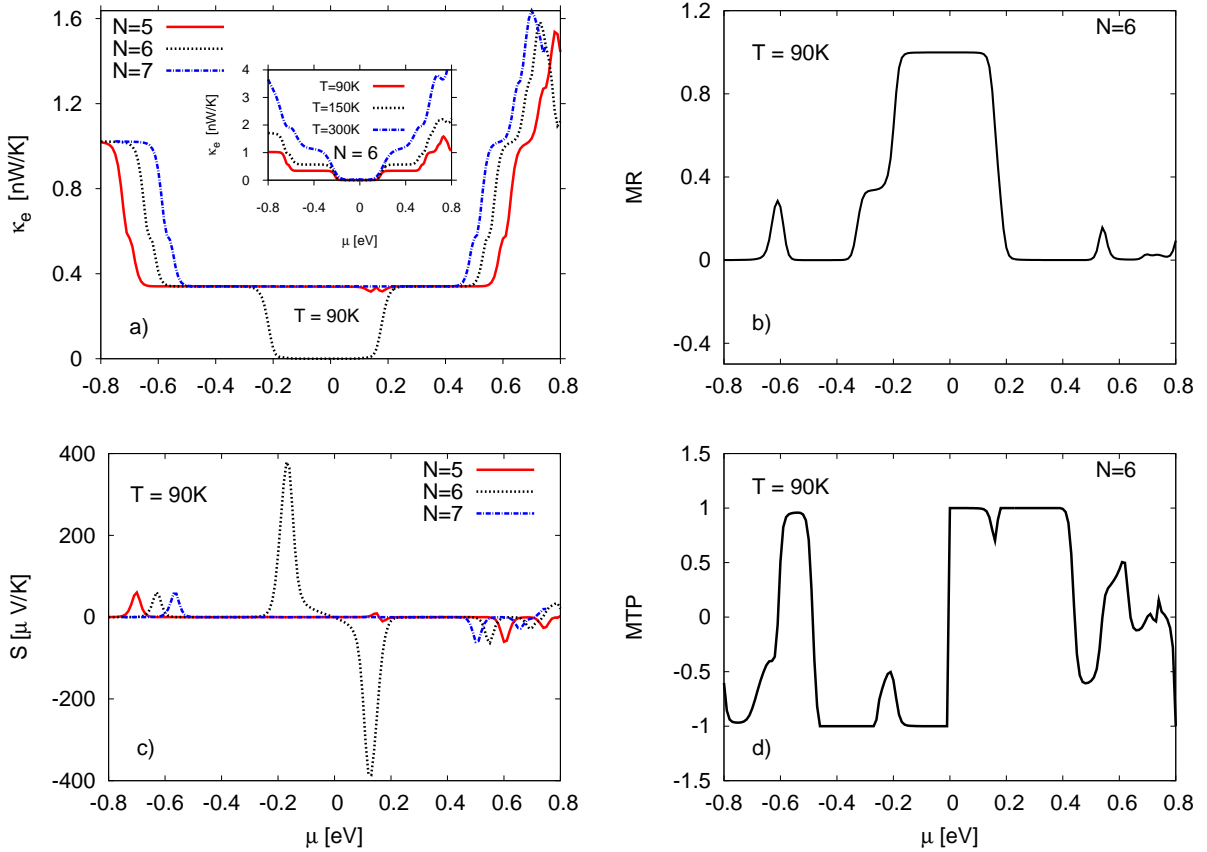 N=5
N=6
N=7
κe [nW/K]
1.6
1.2
0.8
0.4
0
-0.8 -0.6 -0.4 -0.2 0 0.2 0.4 0.6 0.8
a)
T = 90K
κe [nW/K]
4
3
2
1
0
T=90K
T=150K
T=300K
N = 6
-0.8 -0.4 0 0.4 0.8
μ [eV]
MR
1.2
0.8
0.4
0
-0.4
T = 90K
N=6
b)
-0.8 -0.6 -0.4 -0.2 0 0.2 0.4 0.6 0.8
S [μ V/K]
400
200
0
-200
-400
T = 90K
N=5
N=6
N=7
c)
-0.8 -0.6 -0.4 -0.2 0 0.2 0.4 0.6 0.8
μ [eV]
MTP
1.5
1
0.5
0
-0.5
-1
-1.5
T = 90K
N=6
d)
-0.8 -0.6 -0.4 -0.2 0 0.2 0.4 0.6 0.8
μ [eV]